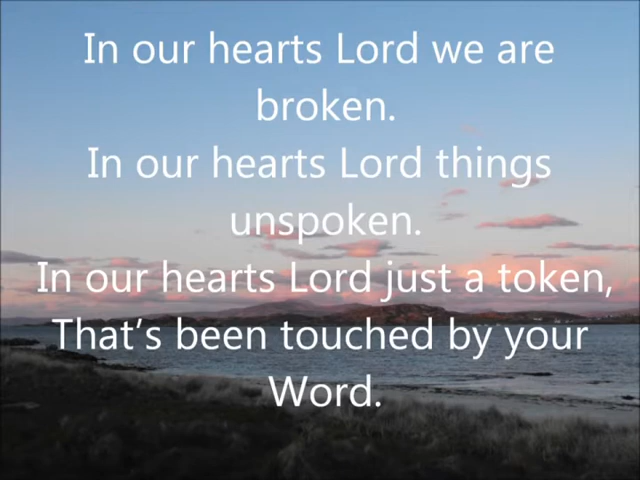 In our hearts Lord we are
broken.
In our hearts Lord things
unspoken.
In our hearts Lord just a token,
That's been touched by your
Word.